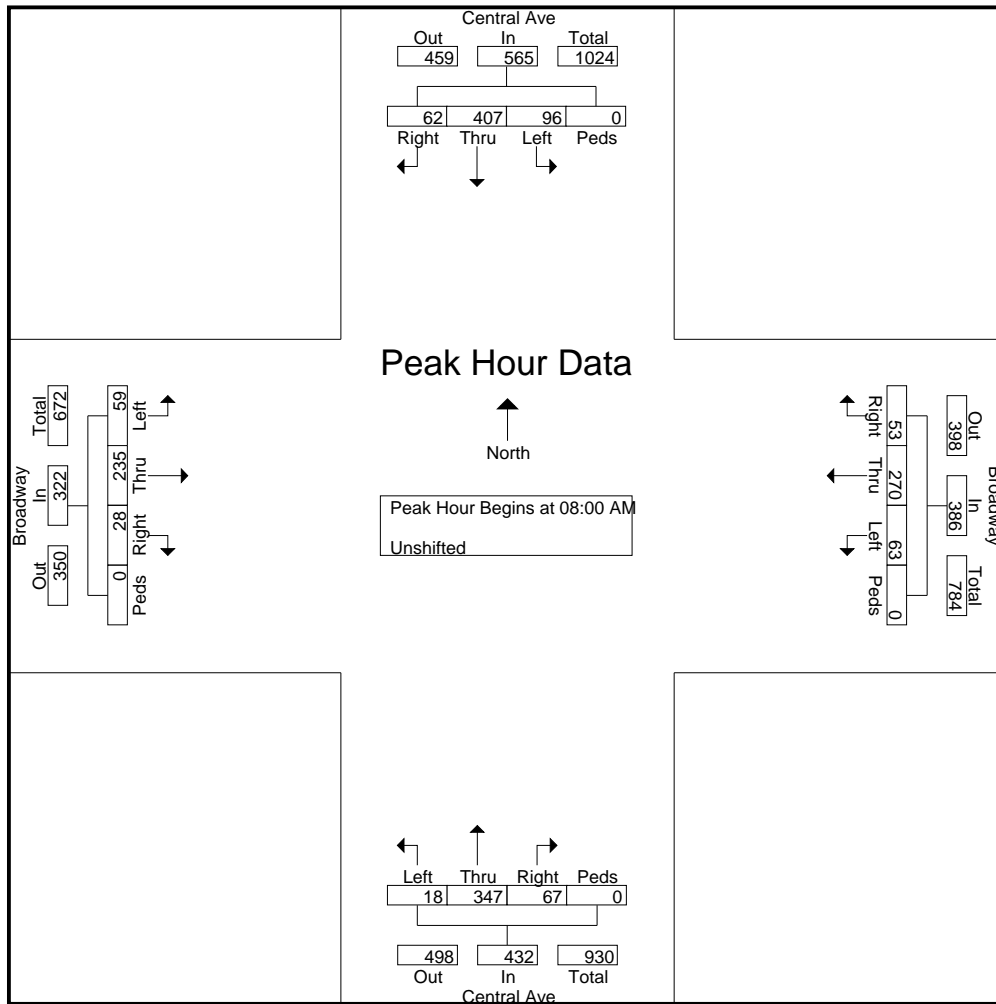 Central Ave
Out In Total
459 565 1024
62 407 96 0
Right Thru Left Peds
Peak Hour Data
North
Peak Hour Begins at 08:00 AM
Unshifted
Broadway
Out In Total
350 322 672
Peds Right Thru Left
0 28 235 59
Broadway
Out In Total
398 386 784
53 270 63 0
Right Thru Left Peds
Left Thru Right Peds
18 347 67 0
498 432 930
Out In Total
Central Ave